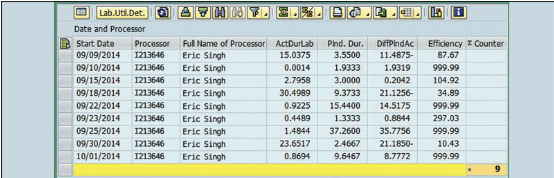 Lab.Util.Det.
Date and Processor
Start Date Processor Full Name of Processor ActDurLab Plnd. Dur. DiffPlndAc Efficiency Σ Counter
09/09/2014 I213646 Eric Singh 15.0375 3.5500 11.4875- 87.67
09/10/2014 I213646 Eric Singh 0.0014 1.9333 1.9319 999.99
09/15/2014 I213646 Eric Singh 2.7958 3.0000 0.2042 104.92
09/18/2014 I213646 Eric Singh 30.4989 9.3733 21.1256- 34.89
09/22/2014 I213646 Eric Singh 0.9225 15.4400 14.5175 999.99
09/23/2014 I213646 Eric Singh 0.4489 1.3333 0.8844 297.03
09/25/2014 I213646 Eric Singh 1.4844 37.2600 35.7756 999.99
09/30/2014 I213646 Eric Singh 23.6517 2.4667 21.1850- 10.43
10/01/2014 I213646 Eric Singh 0.8694 9.6467 8.7772 999.99
9